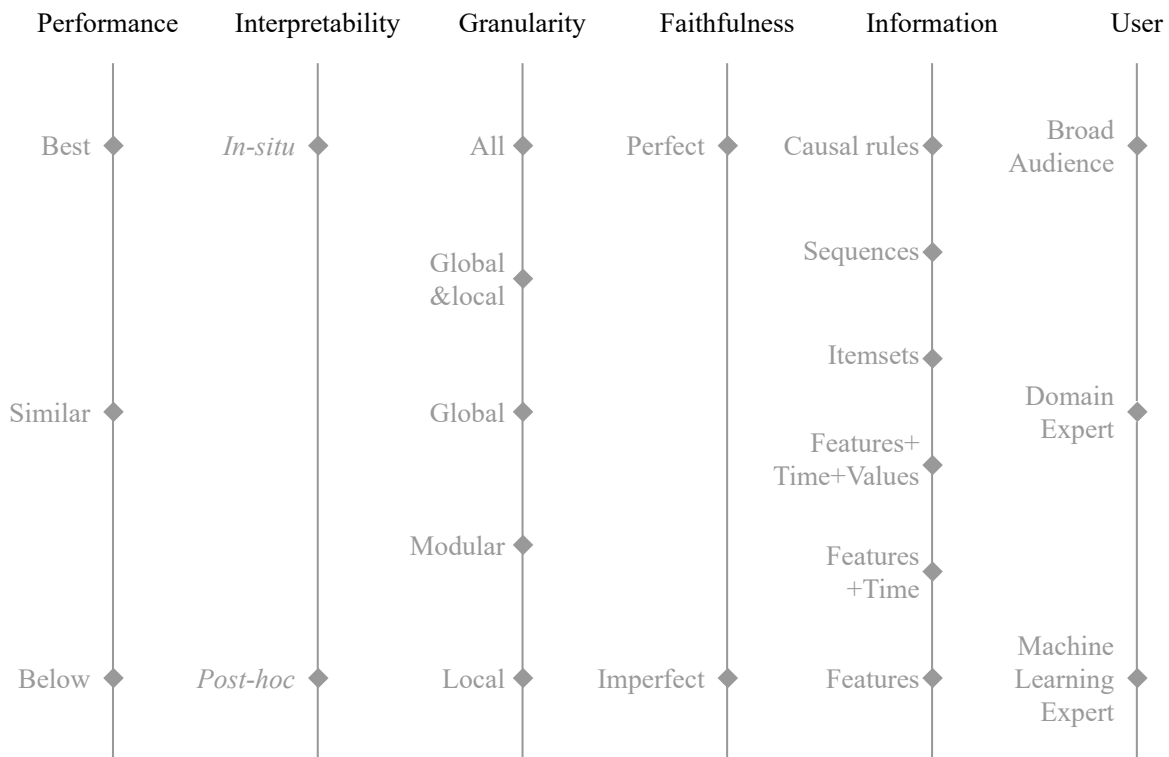 Performance
Interpretability
Granularity
Faithfulness
Information
User
Best
Similar
Below
In-situ
Post-hoc
All
Global
&local
Global
Modular
Local
Perfect
Imperfect
Causal rules
Sequences
Itemsets
Features+
Time+Values
Features
+Time
Features
Broad
Audience
Domain
Expert
Machine
Learning
Expert